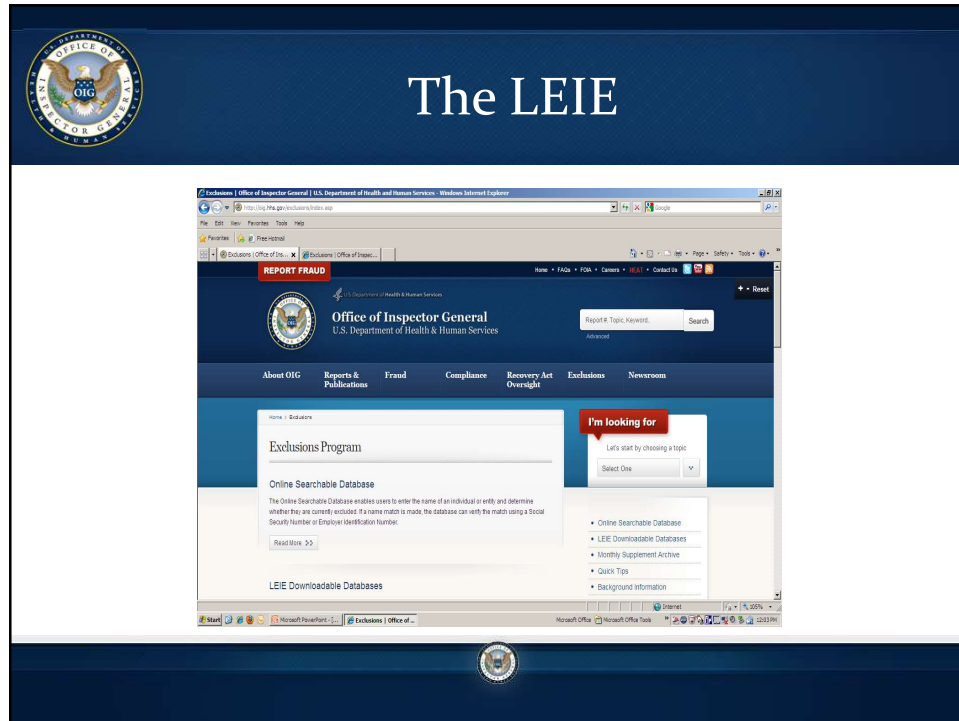 The LEIE
Exclusions | Office of Inspector General | U.S. Department of Health and Human Services - Windows Internet Explorer
http://oig.hhs.gov/exclusions/index.asp
Google
File Edit View Favorites Tools Help
Favorites Free Hotmail
Exclusions | Office of Ins... X Exclusions | Office of Inspec...
Page Safety Tools
REPORT FRAUD
Home • FAQs • FOIA • Careers • HEAT • Contact Us
+ - Reset
U.S. Department of Health & Human Services
Office of Inspector General
U.S. Department of Health & Human Services
Report #, Topic, Keyword.. Search
Advanced
About OIG Reports & Publications Fraud Compliance Recovery Act Oversight Exclusions Newsroom
Home / Exclusions
Exclusions Program
Online Searchable Database
The Online Searchable Database enables users to enter the name of an individual or entity and determine
whether they are currently excluded. If a name match is made, the database can verify the match using a Social
Security Number or Employer Identification Number.
Read More >>
LEIE Downloadable Databases
I'm looking for
Let's start by choosing a topic
Select One
• Online Searchable Database
• LEIE Downloadable Databases
• Monthly Supplement Archive
• Quick Tips
• Background Information
Internet 105%
Start Microsoft PowerPoint - [... Exclusions | Office of ... Microsoft Office Microsoft Office Tools 12:03 PM